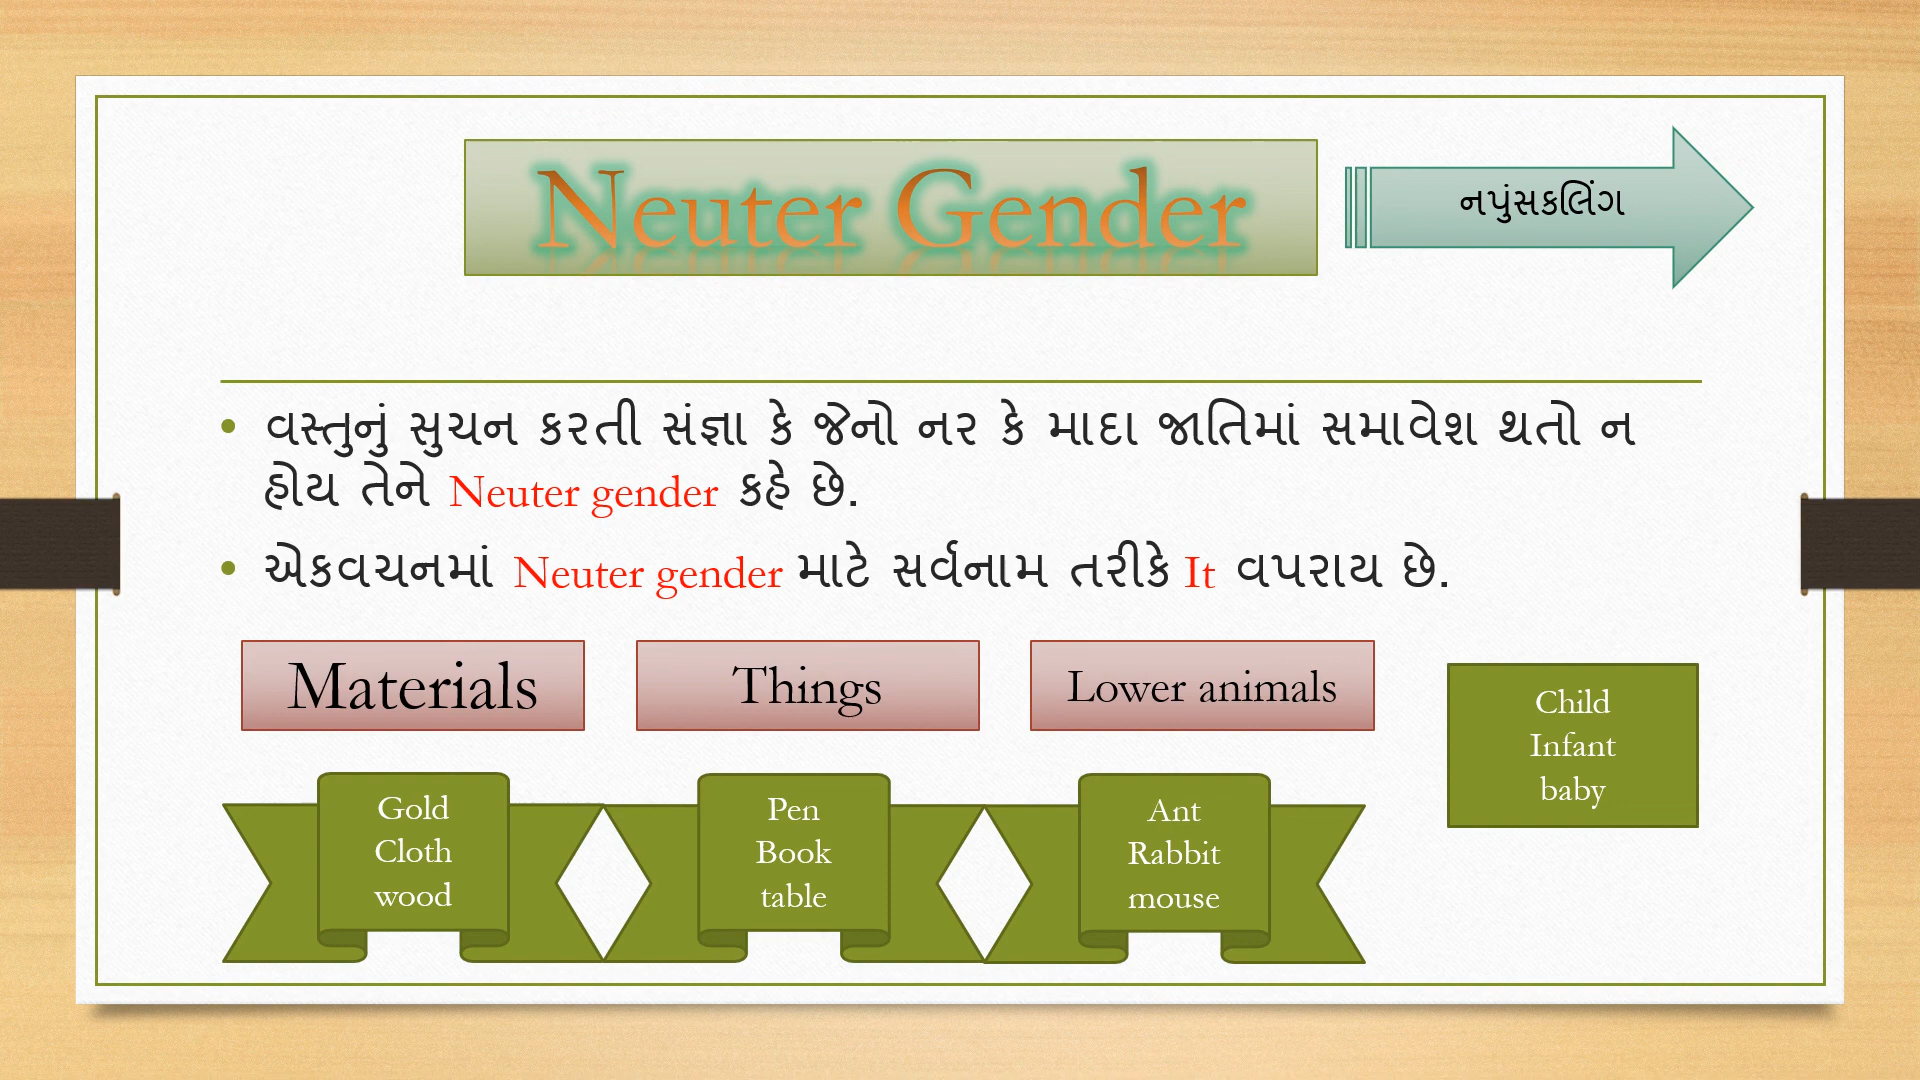 Neuter Gender
નપુંસકલિંગ
• વસ્તુનું સુચન કરતી સંજ્ઞા કે જેનો નર કે માદા જાતિમાં સમાવેશ થતો ન
હોય તેને Neuter gender કહે છે.
• એકવચનમાં Neuter gender માટે સર્વનામ તરીકે It વપરાય છે.
Materials
Things
Lower animals
Gold
Cloth
wood
Pen
Book
table
Ant
Rabbit
mouse
Child
Infant
baby